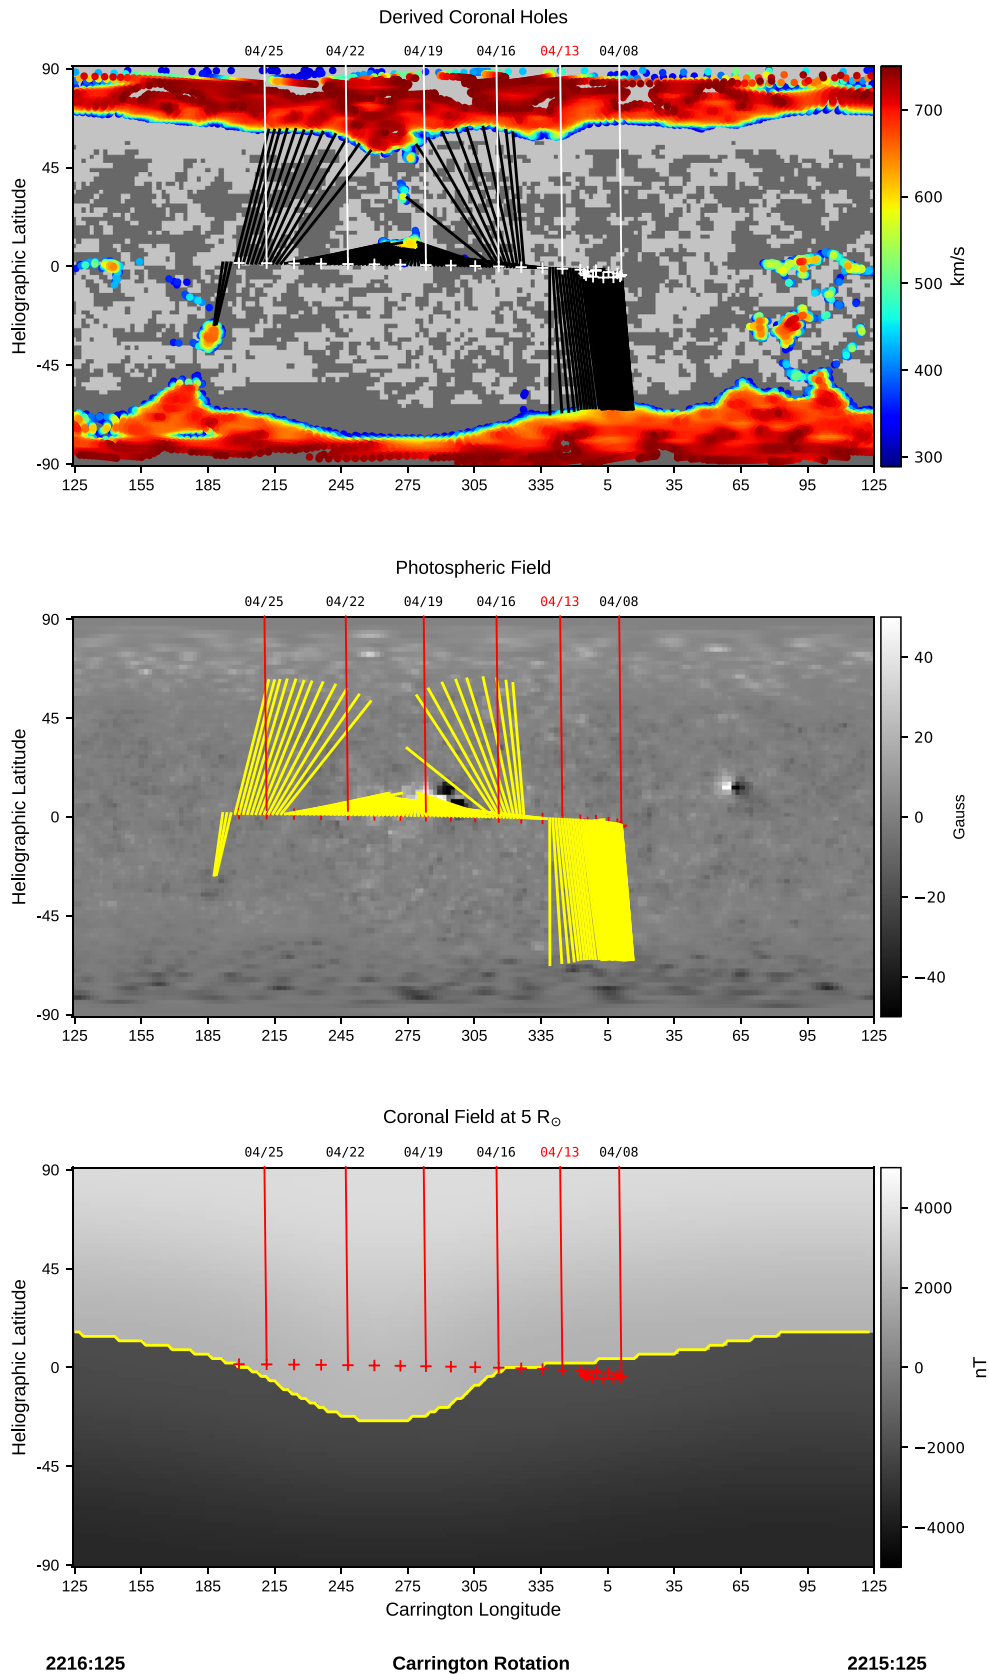 Derived Coronal Holes
04/25 04/22 04/19 04/16 04/13 04/08
90
45
0
-45
-90
Heliographic Latitude
125 155 185 215 245 275 305 335 5 35 65 95 125
700
600
500
400
300
km/s
Photospheric Field
04/25 04/22 04/19 04/16 04/13 04/08
90
45
0
-45
-90
Heliographic Latitude
125 155 185 215 245 275 305 335 5 35 65 95 125
40
20
0
−20
−40
Gauss
Coronal Field at 5 R☉
04/25 04/22 04/19 04/16 04/13 04/08
90
45
0
-45
-90
Heliographic Latitude
125 155 185 215 245 275 305 335 5 35 65 95 125
Carrington Longitude
4000
2000
0
−2000
−4000
nT
2216:125 Carrington Rotation 2215:125